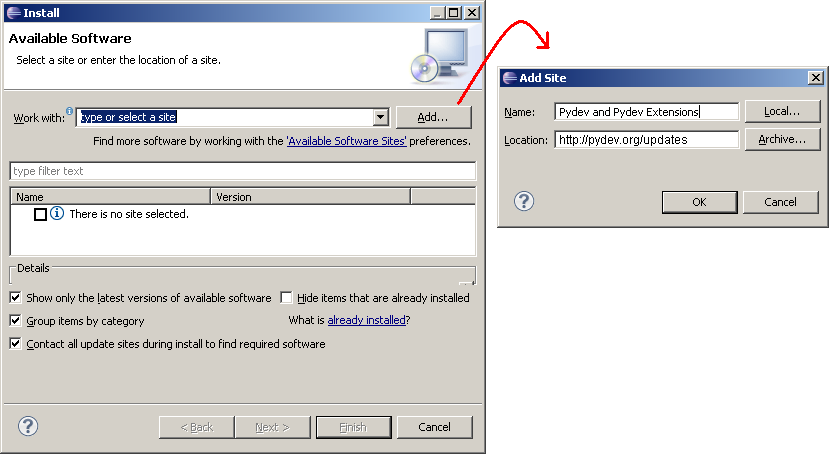 Install
Available Software
Select a site or enter the location of a site.
Work with: type or select a site Add...
Find more software by working with the 'Available Software Sites' preferences.
type filter text
Name Version
There is no site selected.
Details
Show only the latest versions of available software Hide items that are already installed
Group items by category What is already installed?
Contact all update sites during install to find required software
? < Back Next > Finish Cancel
Add Site
Name: Pydev and Pydev Extensions Local...
Location: http://pydev.org/updates Archive...
? OK Cancel